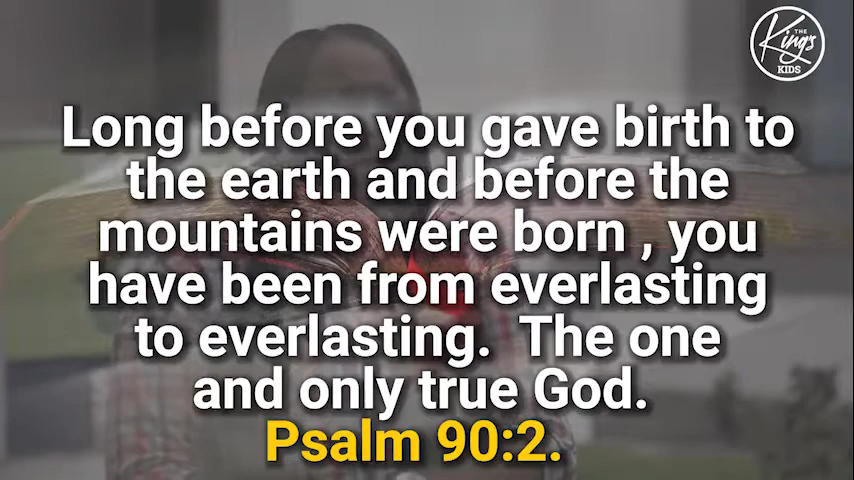 THE
King's
KIDS
Long before you gave birth to
the earth and before the
mountains were born , you
have been from everlasting
to everlasting.  The one
and only true God.
Psalm 90:2.